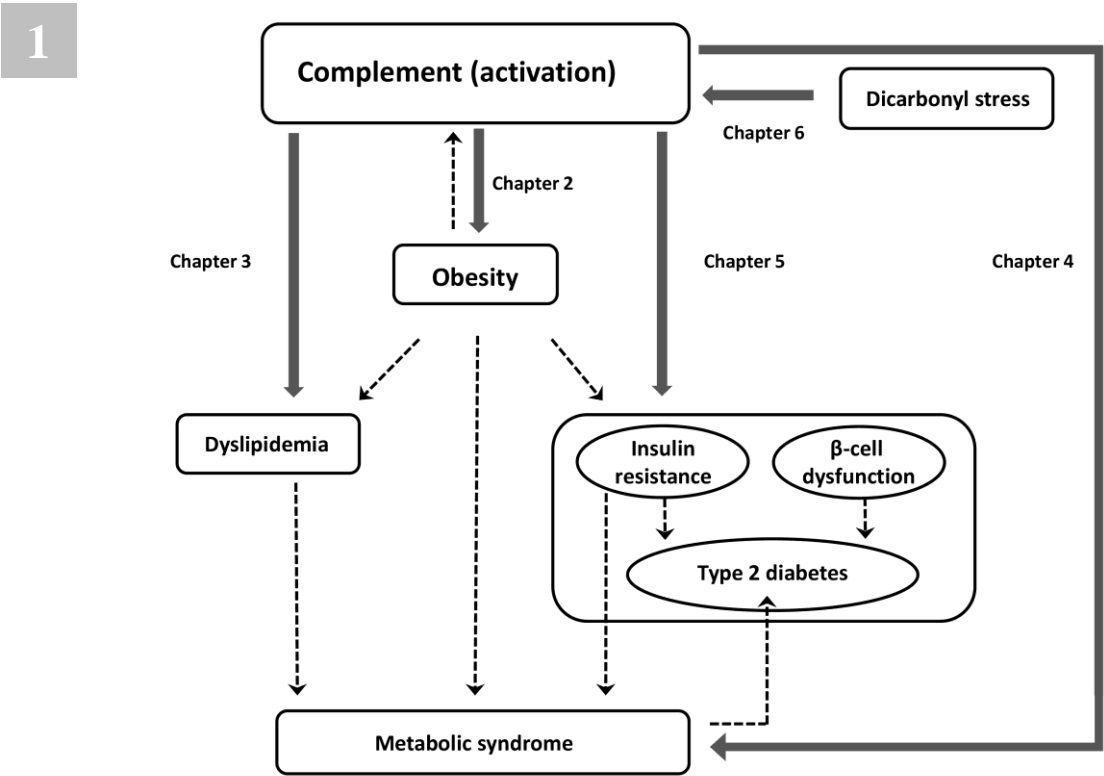 1
Complement (activation)
Dicarbonyl stress
Chapter 6
Chapter 2
Chapter 3
Chapter 5
Chapter 4
Obesity
Dyslipidemia
Insulin
resistance
β-cell
dysfunction
Type 2 diabetes
Metabolic syndrome